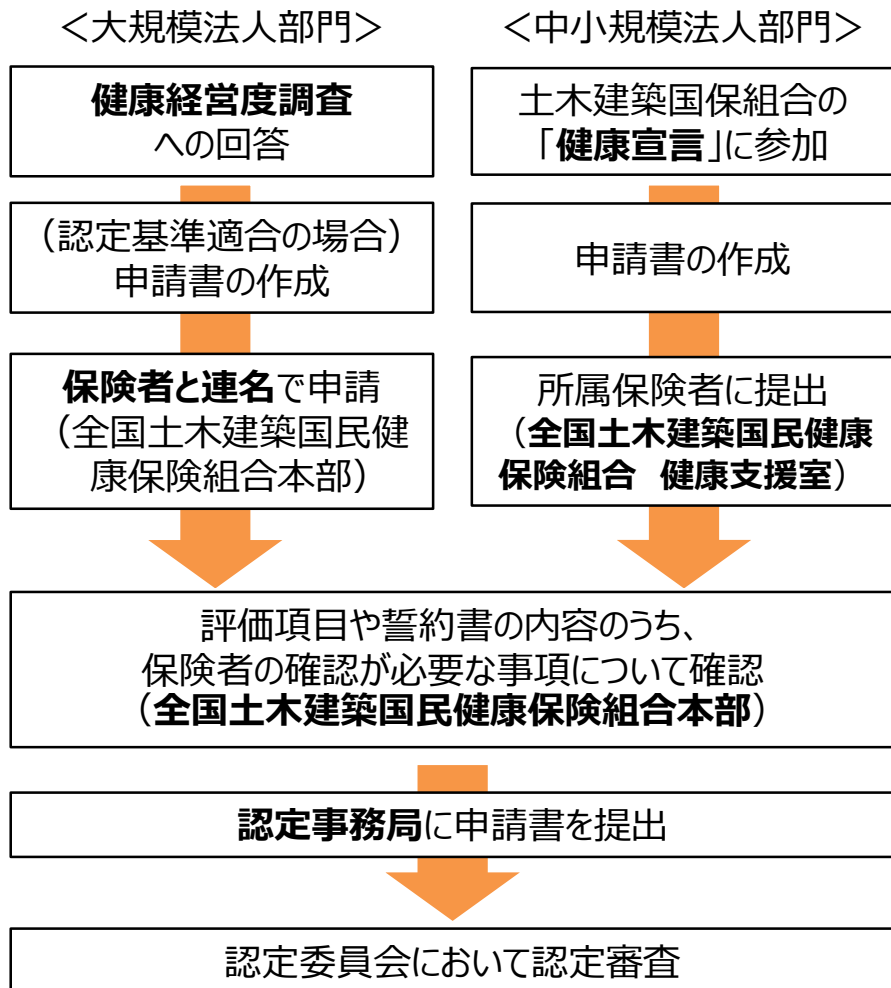 ＜大規模法人部門＞
健康経営度調査
への回答
（認定基準適合の場合）
申請書の作成
保険者と連名で申請
（全国土木建築国民健
康保険組合本部）
＜中小規模法人部門＞
土木建築国保組合の
「健康宣言」に参加
申請書の作成
所属保険者に提出
（全国土木建築国民健康
保険組合　健康支援室）
評価項目や誓約書の内容のうち、
保険者の確認が必要な事項について確認
（全国土木建築国民健康保険組合本部）
認定事務局に申請書を提出
認定委員会において認定審査